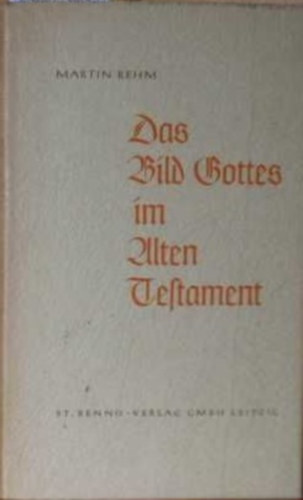 MARTIN REHM
Das
Bild Gottes
im
Alten
Testament
ST. BENNO-VERLAG GMBH LEIPZIG